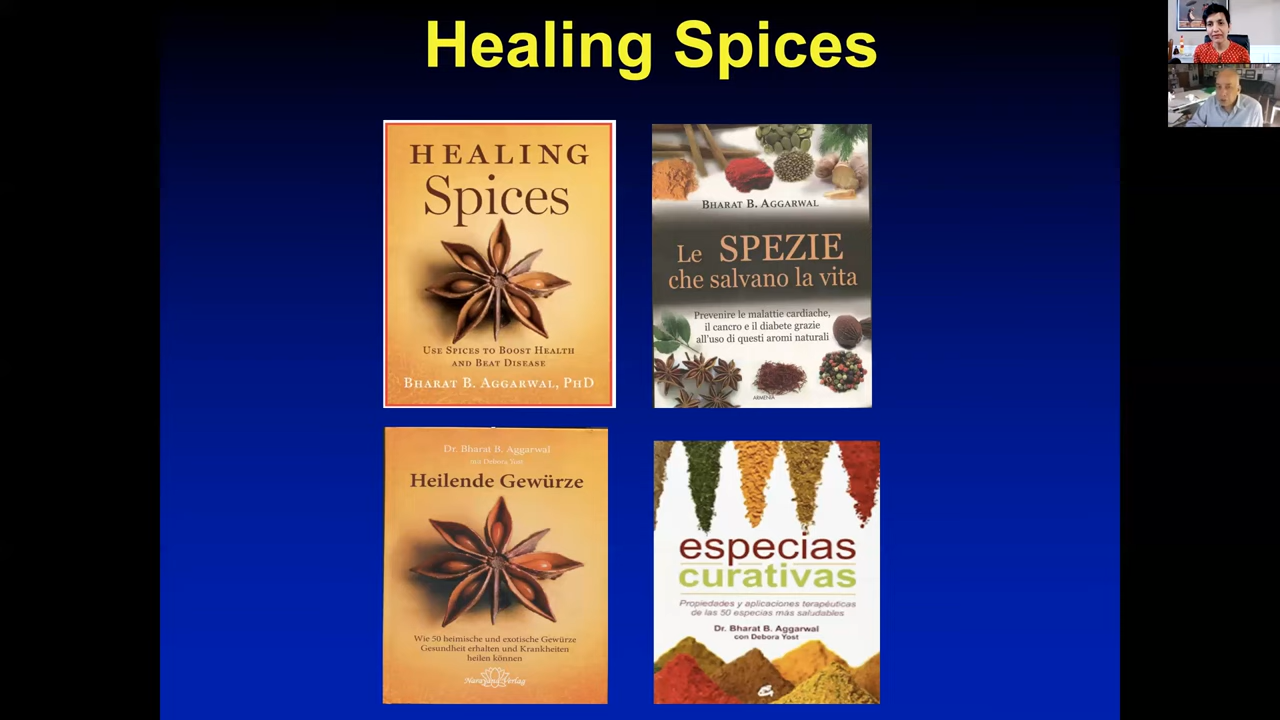 Healing Spices
HEALING
Spices
USE SPICES TO BOOST HEALTH
AND BEAT DISEASE
BHARAT B. AGGARWAL, PHD
BHARAT B. AGGARWAL
Le SPEZIE
che salvano la vita
Prevenire le malattie cardiache,
il cancro e il diabete grazie
all'uso di questi aromi naturali
ARMENIA
Dr. Bharat B. Aggarwal
mit Debora Yost
Heilende Gewürze
Wie 50 heimische und exotische Gewürze
Gesundheit erhalten und Krankheiten
heilen können
Narayana Verlag
especias
curativas
Propiedades y aplicaciones terapéuticas
de las 50 especias más saludables
Dr. Bharat B. Aggarwal
con Debora Yost